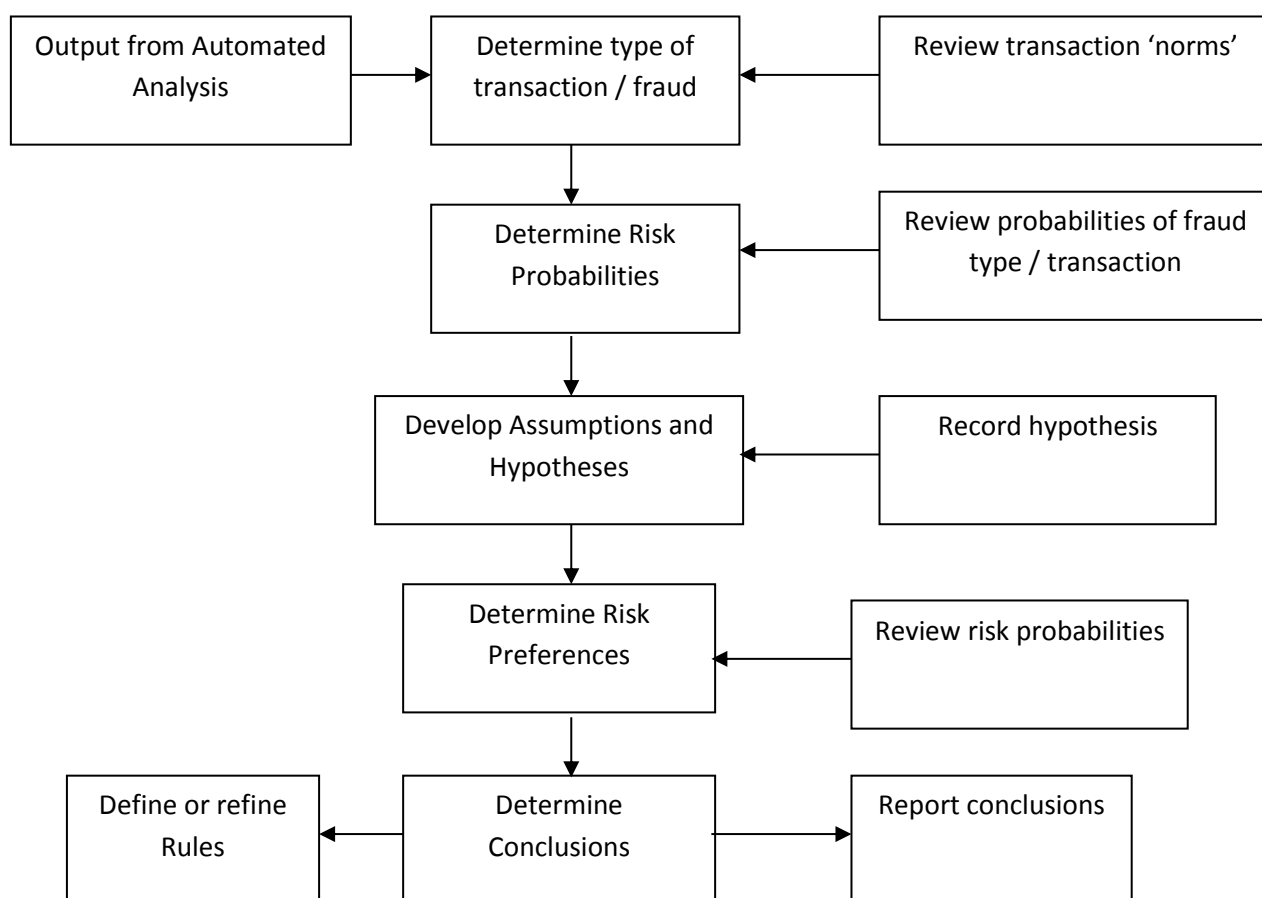 Output from Automated
Analysis
Determine type of
transaction / fraud
Review transaction ‘norms’
Determine Risk
Probabilities
Review probabilities of fraud
type / transaction
Develop Assumptions and
Hypotheses
Record hypothesis
Determine Risk
Preferences
Review risk probabilities
Define or refine
Rules
Determine
Conclusions
Report conclusions